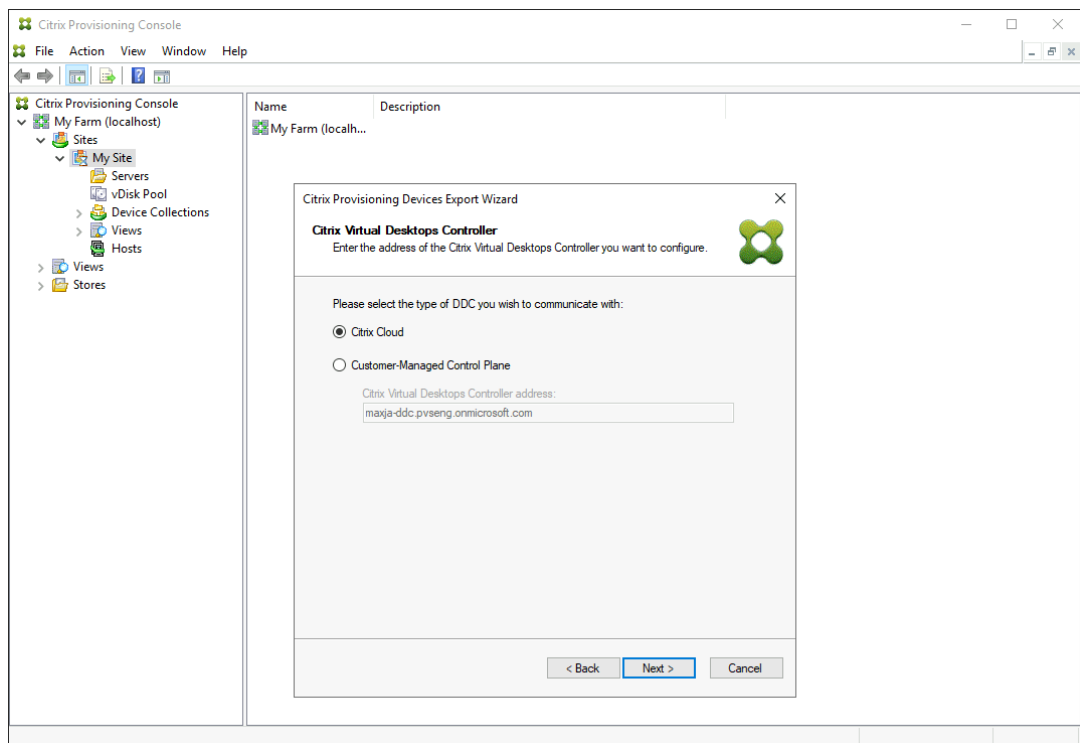 Citrix Provisioning Console
File Action View Window Help
Citrix Provisioning Console
My Farm (localhost)
Sites
My Site
Servers
vDisk Pool
Device Collections
Views
Hosts
Views
Stores
Name Description
My Farm (localh...
Citrix Provisioning Devices Export Wizard
Citrix Virtual Desktops Controller
Enter the address of the Citrix Virtual Desktops Controller you want to configure.
Please select the type of DDC you wish to communicate with:
Citrix Cloud
Customer-Managed Control Plane
Citrix Virtual Desktops Controller address:
maxja-ddc.pvseng.onmicrosoft.com
< Back Next > Cancel